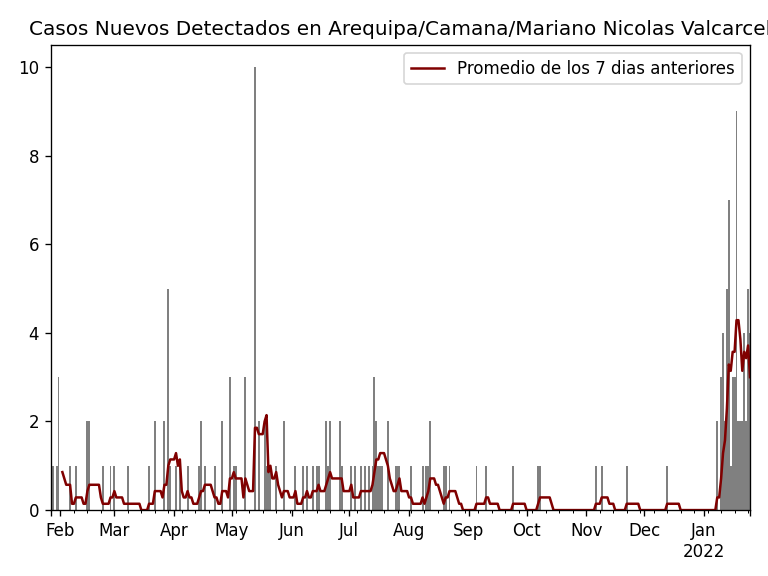 Casos Nuevos Detectados en Arequipa/Camana/Mariano Nicolas Valcarcel
Promedio de los 7 dias anteriores
10
8
6
4
2
0
Feb Mar Apr May Jun Jul Aug Sep Oct Nov Dec Jan
2022